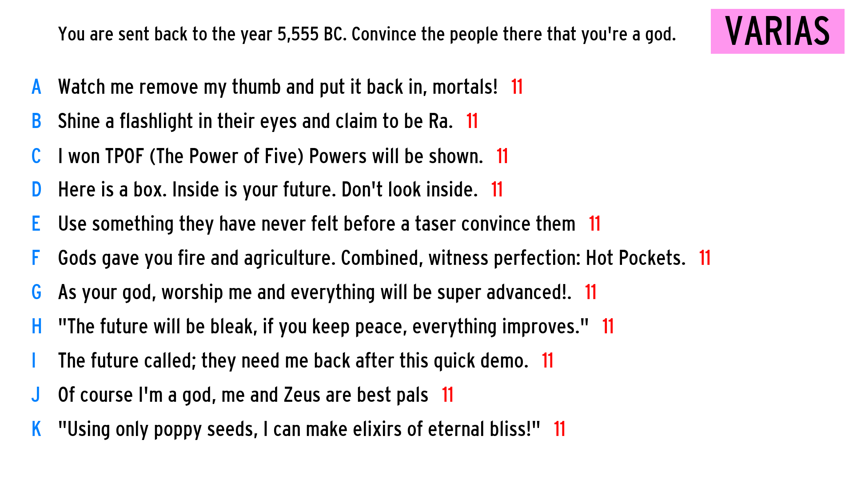 You are sent back to the year 5,555 BC. Convince the people there that you're a god.
VARIAS
A Watch me remove my thumb and put it back in, mortals! 11
B Shine a flashlight in their eyes and claim to be Ra. 11
C I won TPOF (The Power of Five) Powers will be shown. 11
D Here is a box. Inside is your future. Don't look inside. 11
E Use something they have never felt before a taser convince them 11
F Gods gave you fire and agriculture. Combined, witness perfection: Hot Pockets. 11
G As your god, worship me and everything will be super advanced!. 11
H "The future will be bleak, if you keep peace, everything improves." 11
I The future called; they need me back after this quick demo. 11
J Of course I'm a god, me and Zeus are best pals 11
K "Using only poppy seeds, I can make elixirs of eternal bliss!" 11